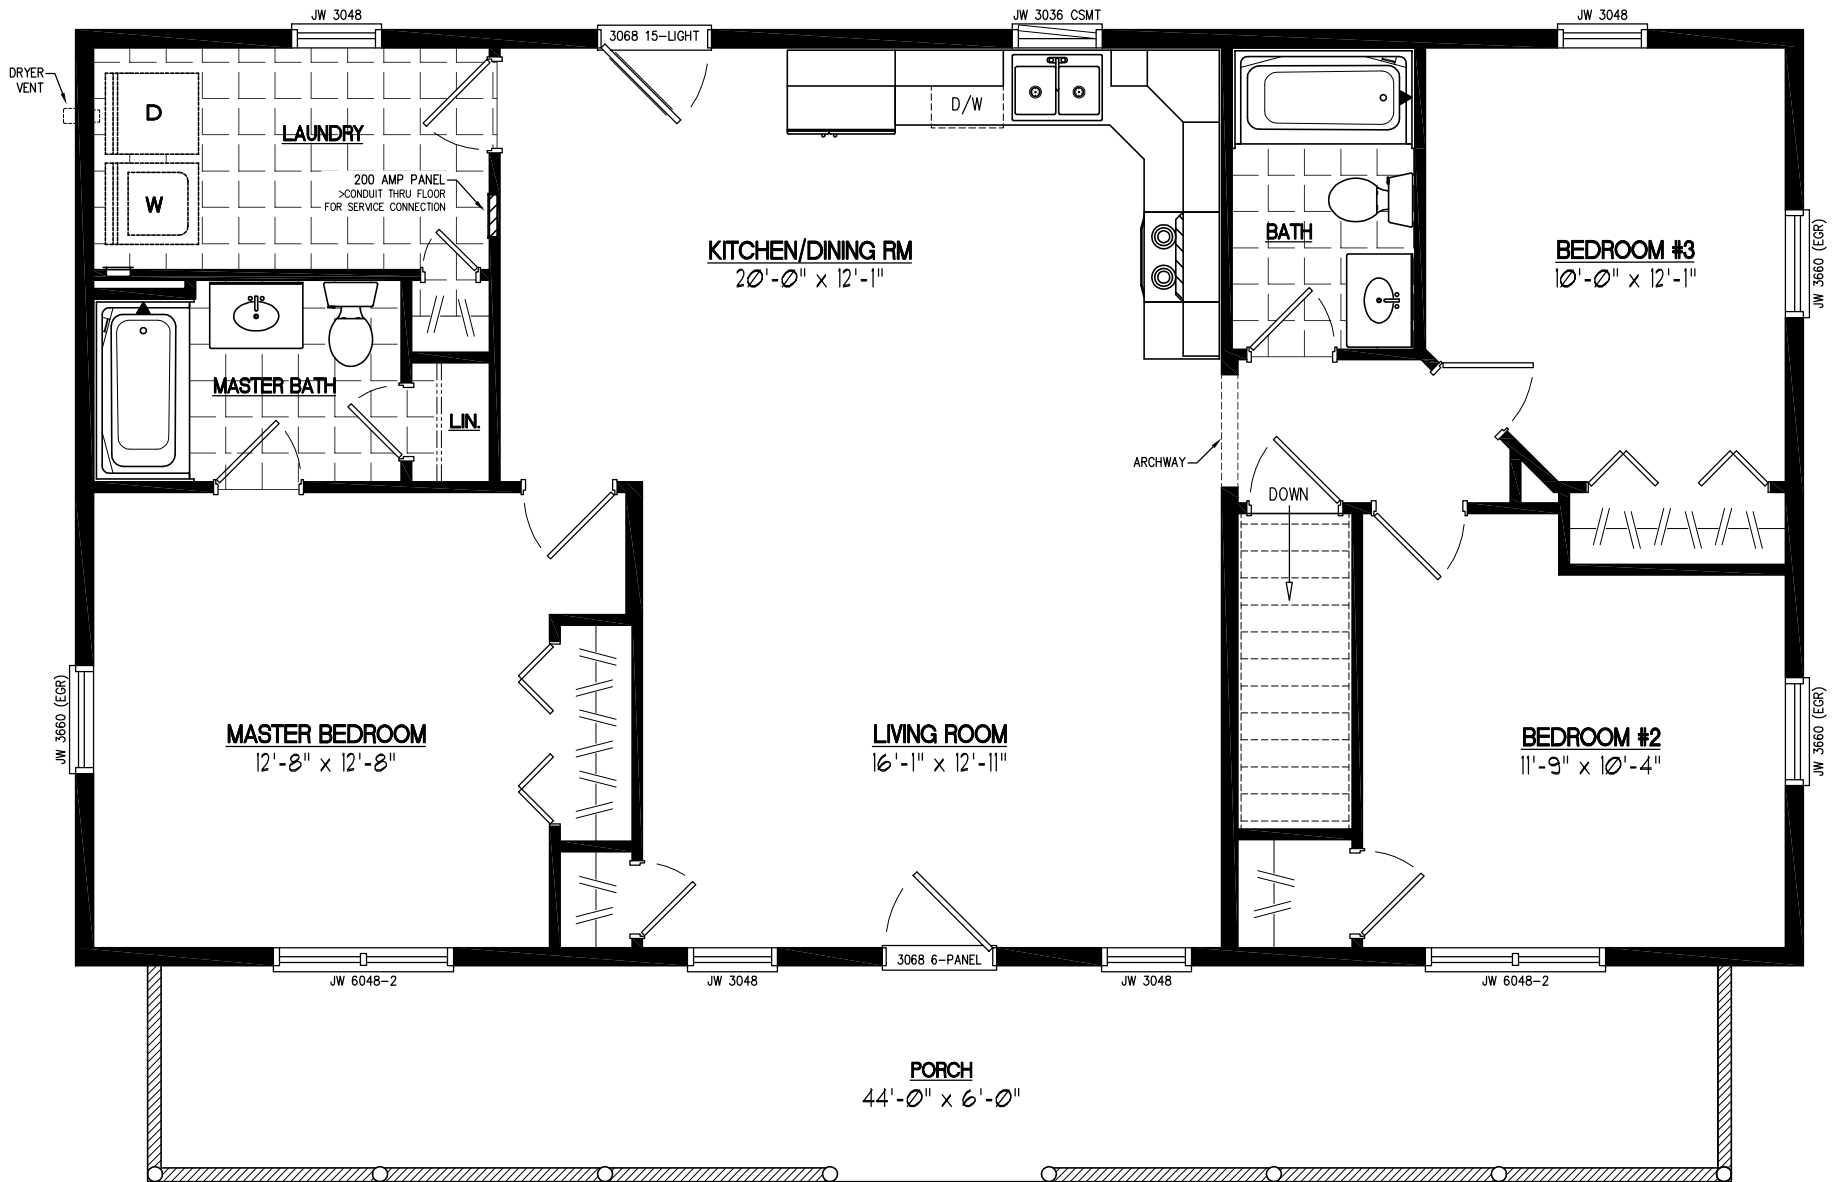 JW 3048
3068 15-LIGHT
JW 3036 CSMT
JW 3048
DRYER
VENT
D
LAUNDRY
W
200 AMP PANEL
>CONDUIT THRU FLOOR
FOR SERVICE CONNECTION
D/W
KITCHEN/DINING RM
20'-0" x 12'-1"
BATH
BEDROOM #3
10'-0" x 12'-1"
JW 3660 (EGR)
MASTER BATH
LIN.
ARCHWAY
DOWN
JW 3660 (EGR)
MASTER BEDROOM
12'-8" x 12'-8"
LIVING ROOM
16'-1" x 12'-11"
BEDROOM #2
11'-9" x 10'-4"
JW 3660 (EGR)
JW 6048-2
JW 3048
3068 6-PANEL
JW 3048
JW 6048-2
PORCH
44'-0" x 6'-0"